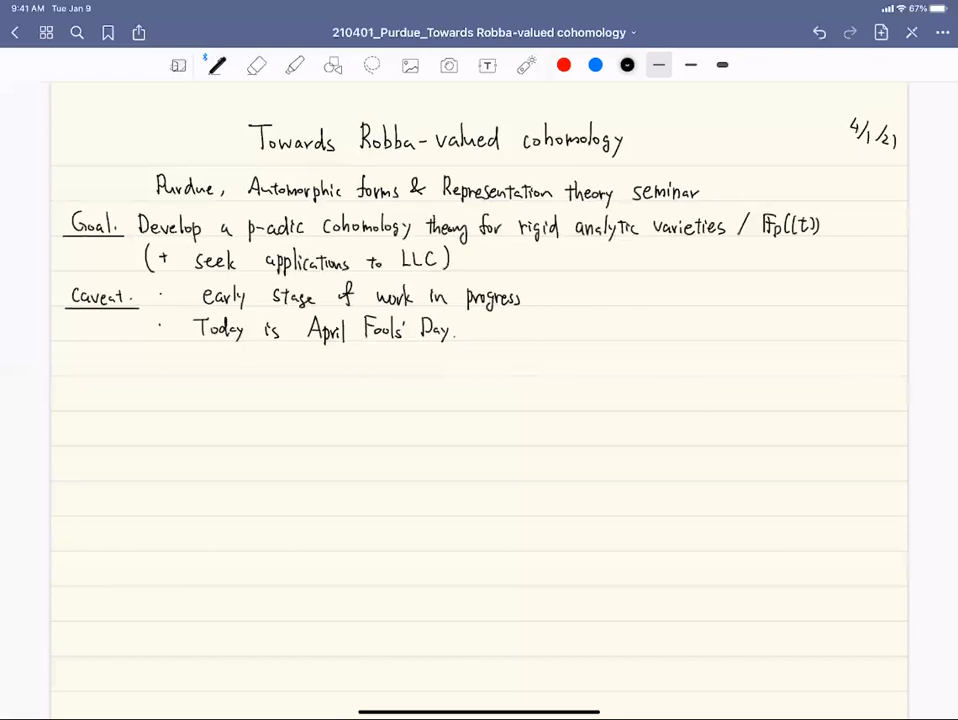 9:41 AM Tue Jan 9
67%
210401_Purdue_Towards Robba-valued cohomology
T
Towards Robba-valued cohomology
4/1/21
Purdue, Automorphic forms & Representation theory seminar
Goal. Develop a p-adic cohomology theory for rigid analytic varieties / 𝔽p((t))
(+ seek applications to LLC)
Caveat. · early stage of work in progress
· Today is April Fools' Day.